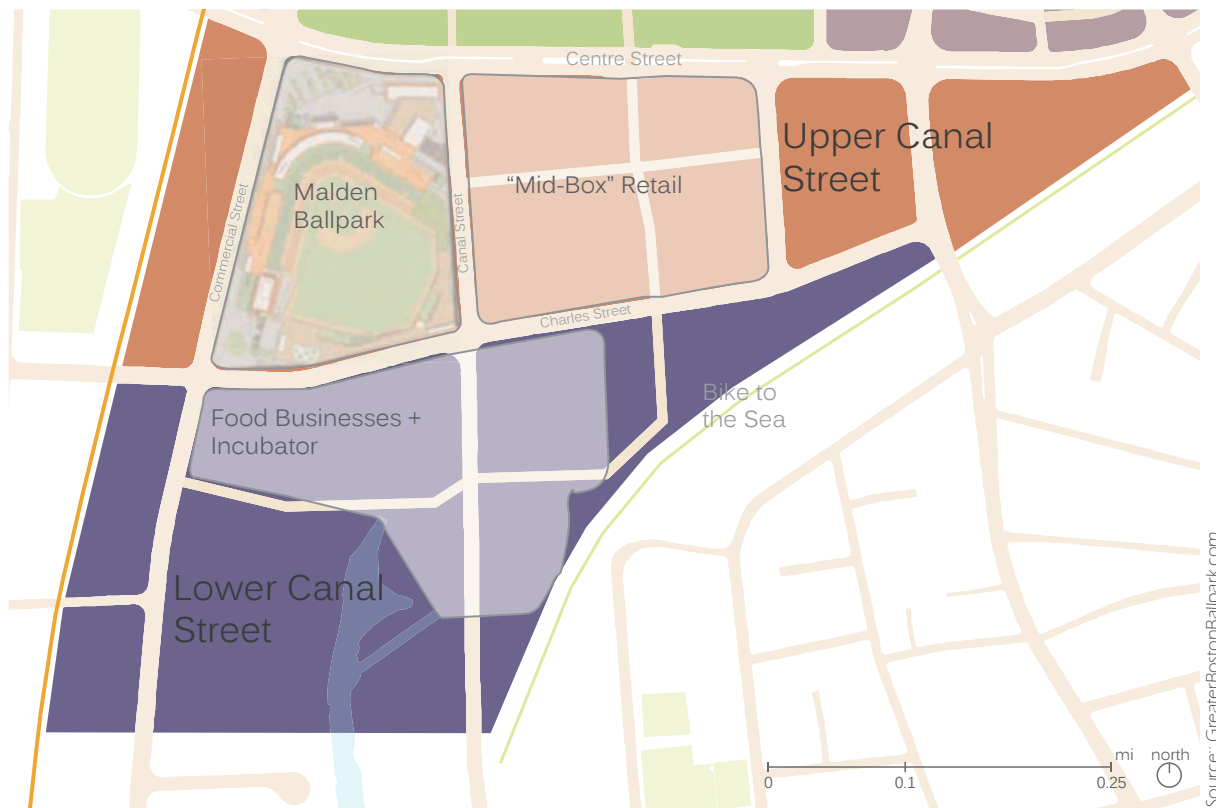 Centre Street
Upper Canal
Street
Malden
Ballpark
“Mid-Box” Retail
Commercial Street
Canal Street
Charles Street
Bike to
the Sea
Food Businesses +
Incubator
Lower Canal
Street
mi
north
0
0.1
0.25
Source:: GreaterBostonBallpark.com